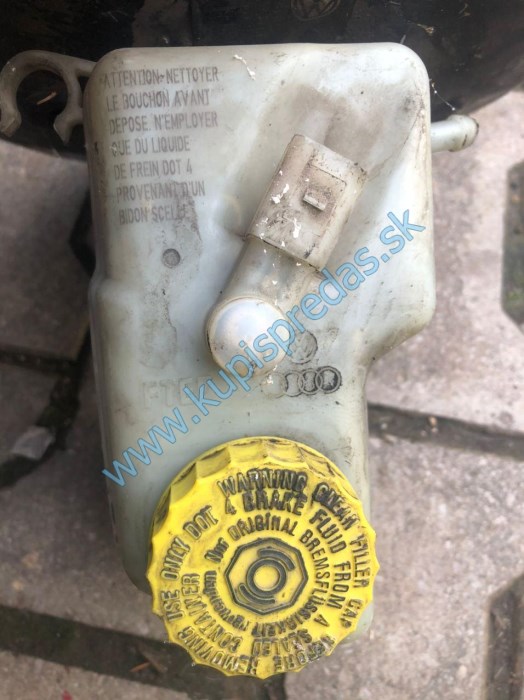 ATTENTION-NETTOYER
LE BOUCHON AVANT
DEPOSE. N'EMPLOYER
QUE DU LIQUIDE
DE FREIN DOT 4
PROVENANT D'UN
BIDON SCELLE
www.kupispredas.sk
WARNING CLEAN FILLER CAP
BEFORE REMOVING USE ONLY DOT
4 BRAKE FLUID FROM A
SEALED CONTAINER
Nur ORIGINAL BREMSFLÜSSIGKEIT verwenden